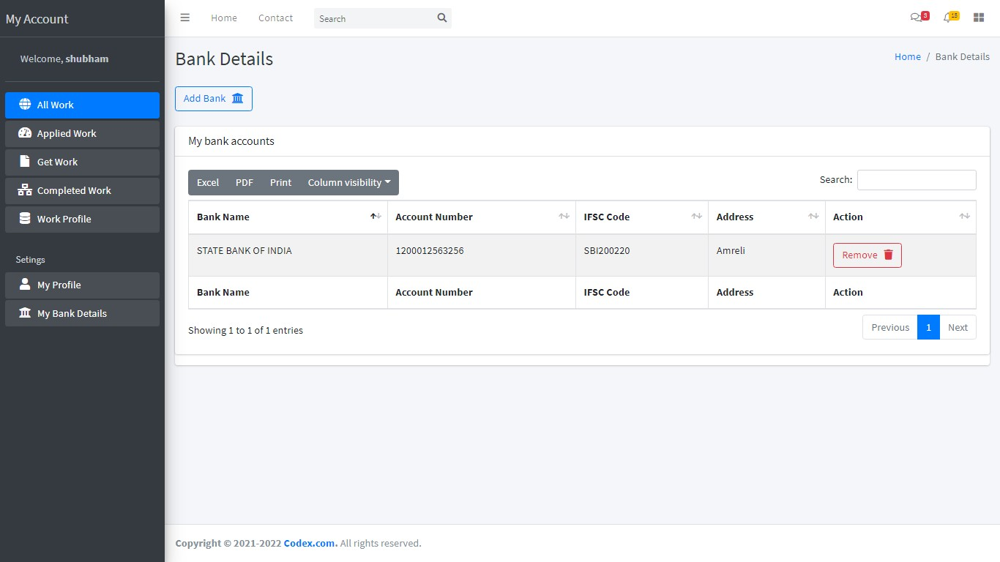 My Account
Home
Contact
Search
3
15
Welcome, shubham
Bank Details
Home / Bank Details
Add Bank
All Work
Applied Work
Get Work
Completed Work
Work Profile
Setings
My Profile
My Bank Details
My bank accounts
Excel PDF Print Column visibility
Search:
Bank Name Account Number IFSC Code Address Action
STATE BANK OF INDIA 1200012563256 SBI200220 Amreli Remove
Bank Name Account Number IFSC Code Address Action
Showing 1 to 1 of 1 entries
Previous 1 Next
Copyright © 2021-2022 Codex.com. All rights reserved.